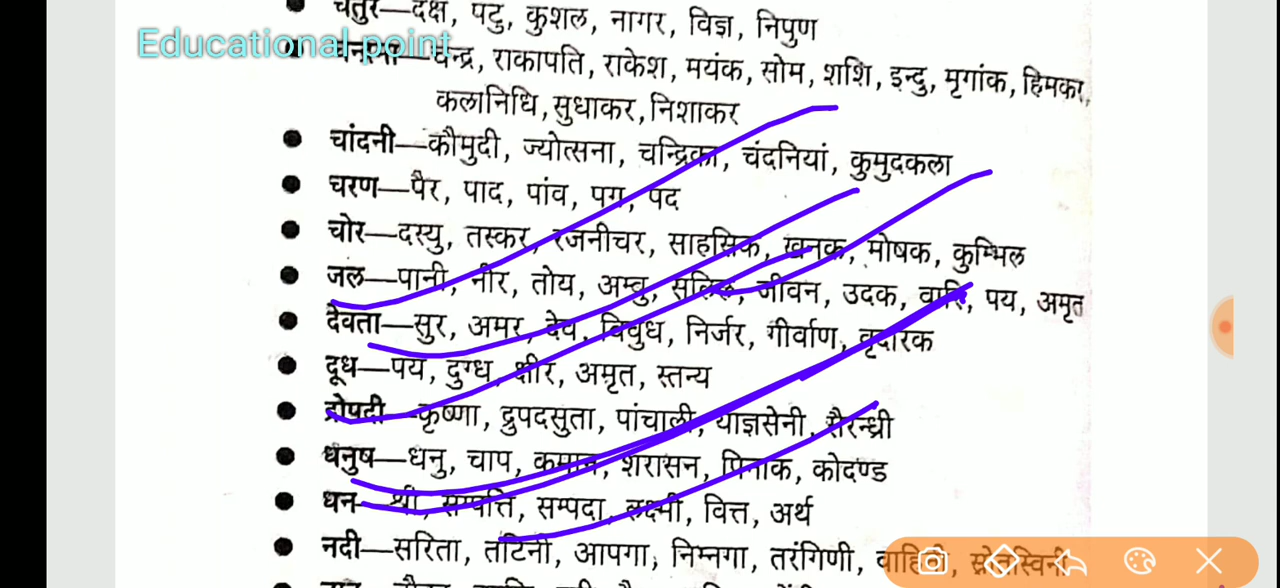 चतुर—दक्ष, पटु, कुशल, नागर, विज्ञ, निपुण
Educational point
चन्द्र, राकापति, राकेश, मयंक, सोम, शशि, इन्दु, मृगांक, हिमकर,
कलानिधि, सुधाकर, निशाकर
चांदनी—कौमुदी, ज्योत्सना, चन्द्रिका, चंदनियां, कुमुदकला
चरण—पैर, पाद, पांव, पग, पद
चोर—दस्यु, तस्कर, रजनीचर, साहसिक, खनक, मोषक, कुम्भिल
जल—पानी, नीर, तोय, अम्बु, सलिल, जीवन, उदक, वारि, पय, अमृत
देवता—सुर, अमर, देव, विवुध, निर्जर, गीर्वाण, वृदारक
दूध—पय, दुग्ध, क्षीर, अमृत, स्तन्य
द्रोपदी—कृष्णा, द्रुपदसुता, पांचाली, याज्ञसेनी, सैरन्ध्री
धनुष—धनु, चाप, कमान, शरासन, पिनाक, कोदण्ड
धन—श्री, सम्पत्ति, सम्पदा, लक्ष्मी, वित्त, अर्थ
नदी—सरिता, तटिनी, आपगा, निम्नगा, तरंगिणी, वाहिनी, स्रोतस्विनी